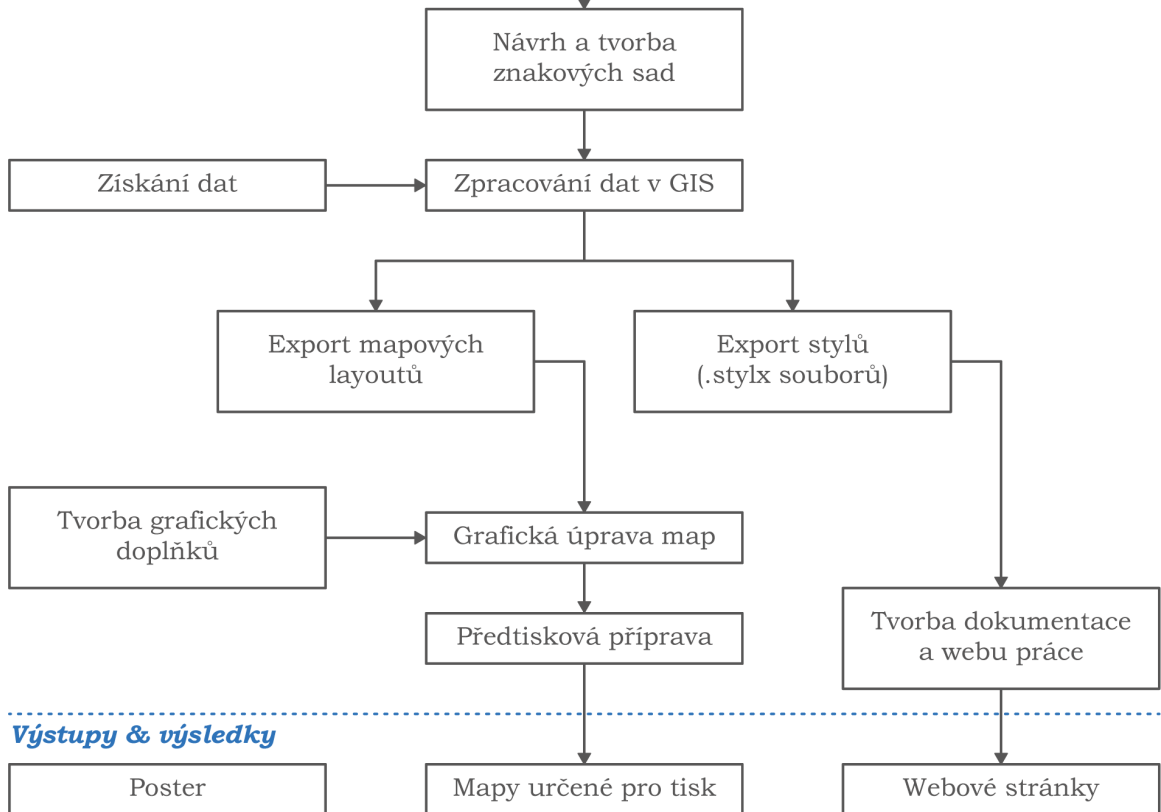 Návrh a tvorba
znakových sad
Získání dat
Zpracování dat v GIS
Export mapových
layoutů
Export stylů
(.stylx souborů)
Tvorba grafických
doplňků
Grafická úprava map
Předtisková příprava
Tvorba dokumentace
a webu práce
Výstupy & výsledky
Poster
Mapy určené pro tisk
Webové stránky